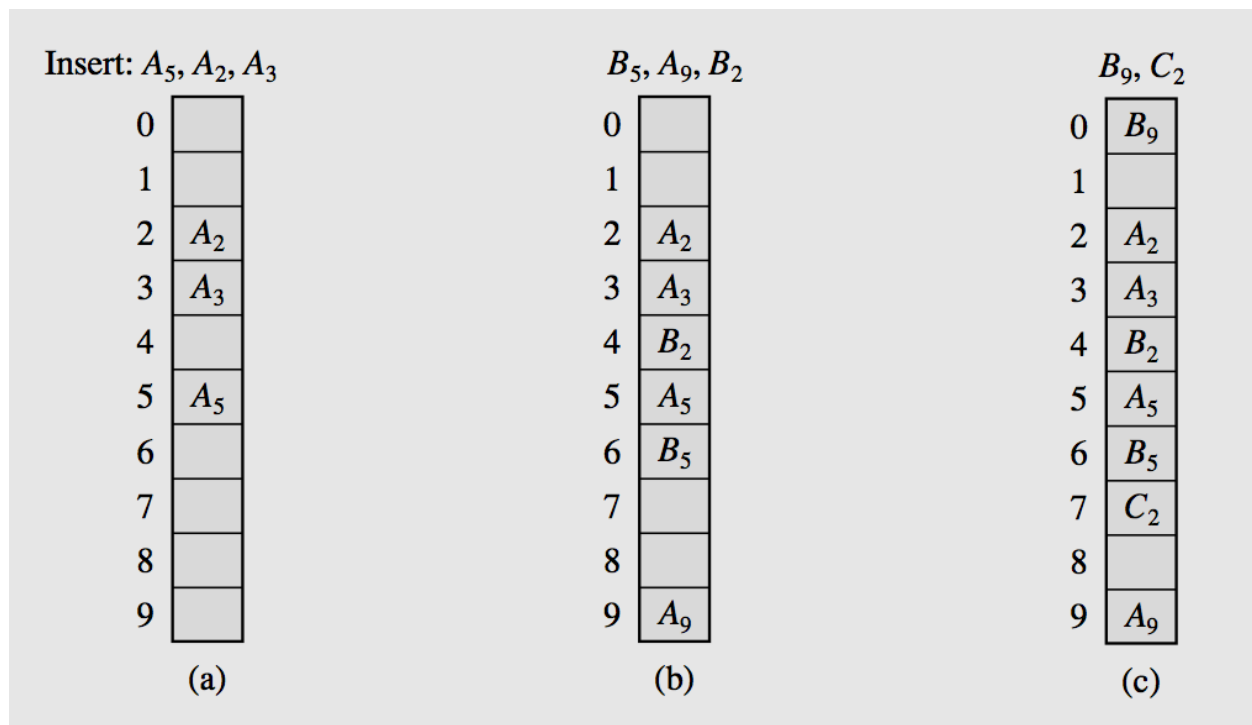 Insert: A₅, A₂, A₃
0
1
2 A₂
3 A₃
4
5 A₅
6
7
8
9
(a)
B₅, A₉, B₂
0
1
2 A₂
3 A₃
4 B₂
5 A₅
6 B₅
7
8
9 A₉
(b)
B₉, C₂
0 B₉
1
2 A₂
3 A₃
4 B₂
5 A₅
6 B₅
7 C₂
8
9 A₉
(c)